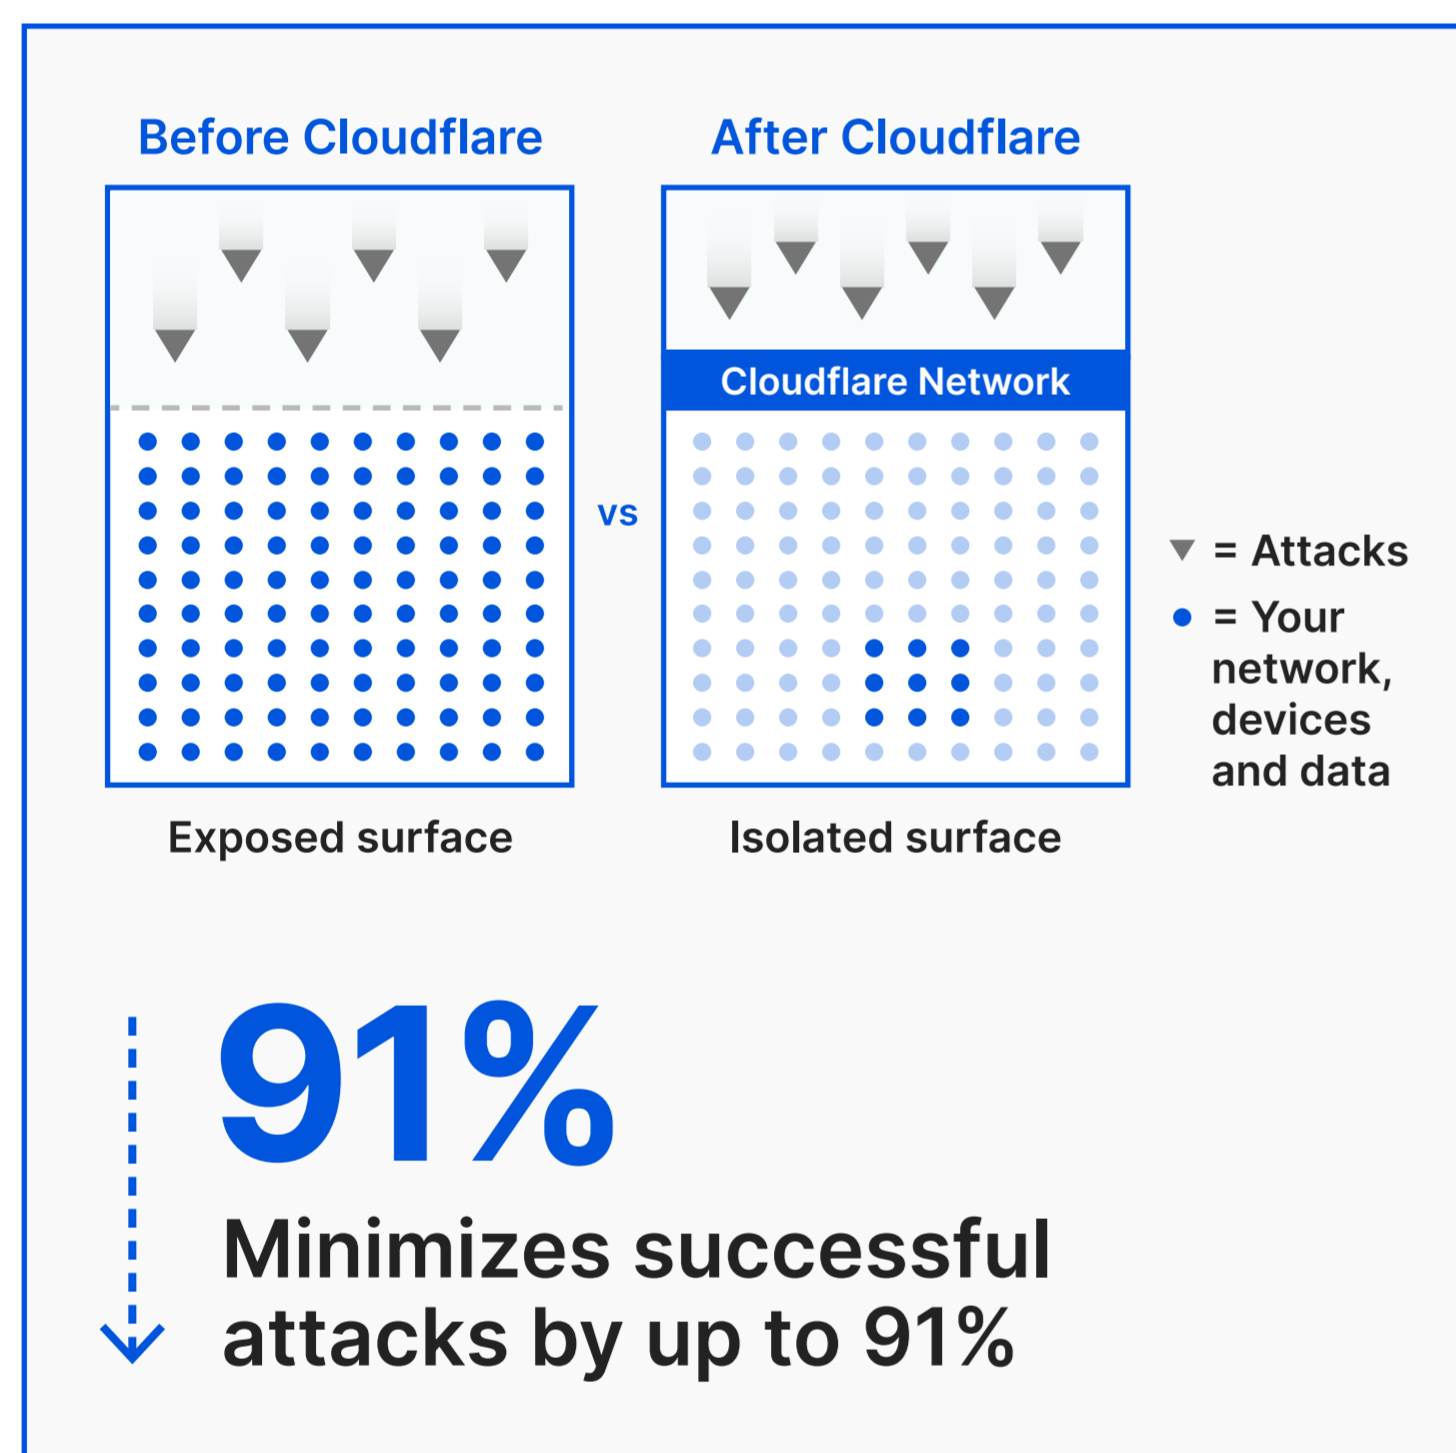 Before Cloudflare
After Cloudflare
Cloudflare Network
vs
= Attacks
= Your
network,
devices
and data
Exposed surface
Isolated surface
91%
Minimizes successful
attacks by up to 91%